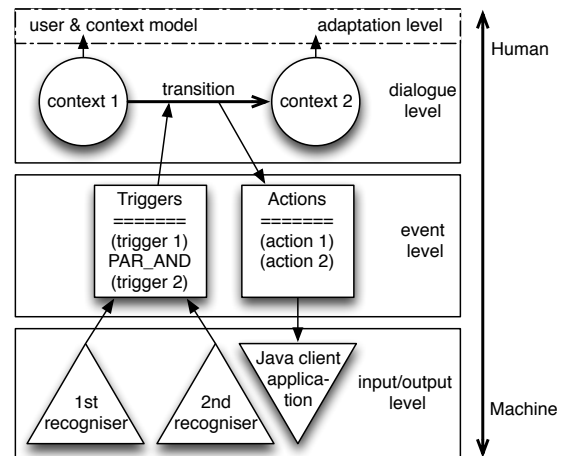 user & context model
adaptation level
Human
context 1
transition
context 2
dialogue
level
Triggers
=======
(trigger 1)
PAR_AND
(trigger 2)
Actions
=======
(action 1)
(action 2)
event
level
1st
recogniser
2nd
recogniser
Java client
applica-
tion
input/output
level
Machine